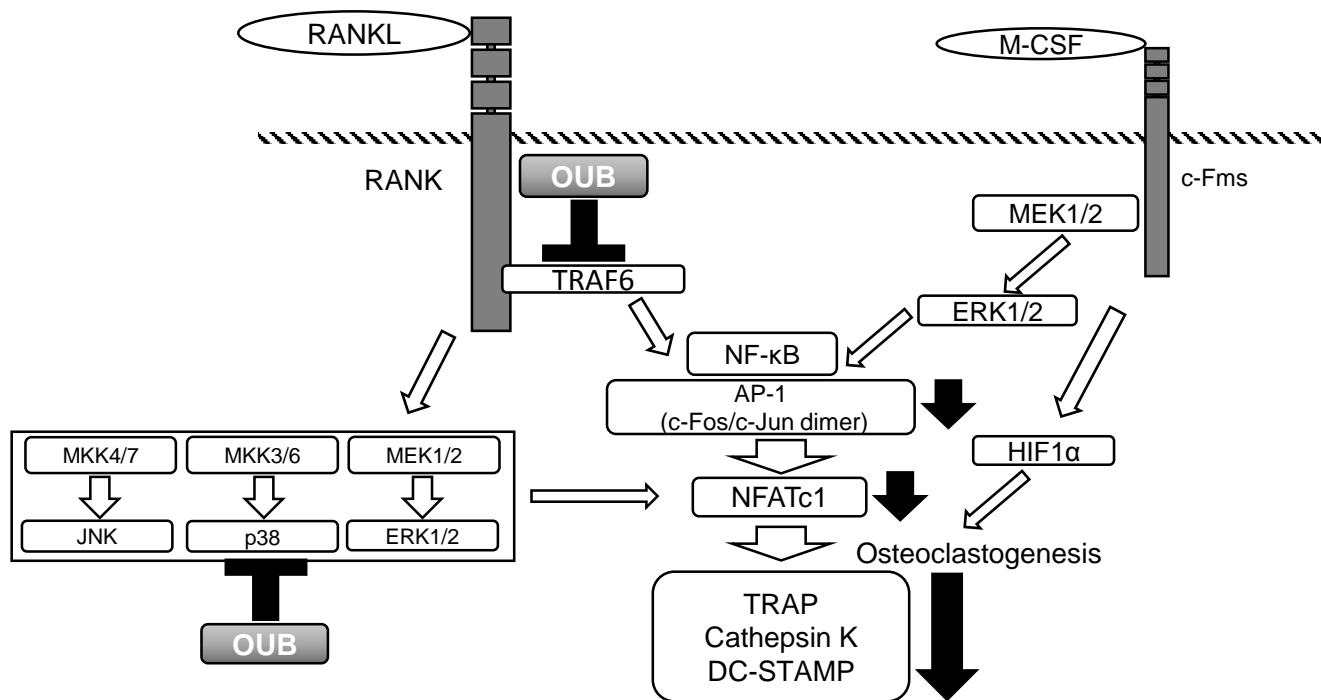 RANKL
M-CSF
RANK
OUB
c-Fms
MEK1/2
TRAF6
ERK1/2
NF-κB
AP-1
(c-Fos/c-Jun dimer)
MKK4/7
MKK3/6
MEK1/2
HIF1α
NFATc1
JNK
p38
ERK1/2
Osteoclastogenesis
TRAP
Cathepsin K
DC-STAMP
OUB